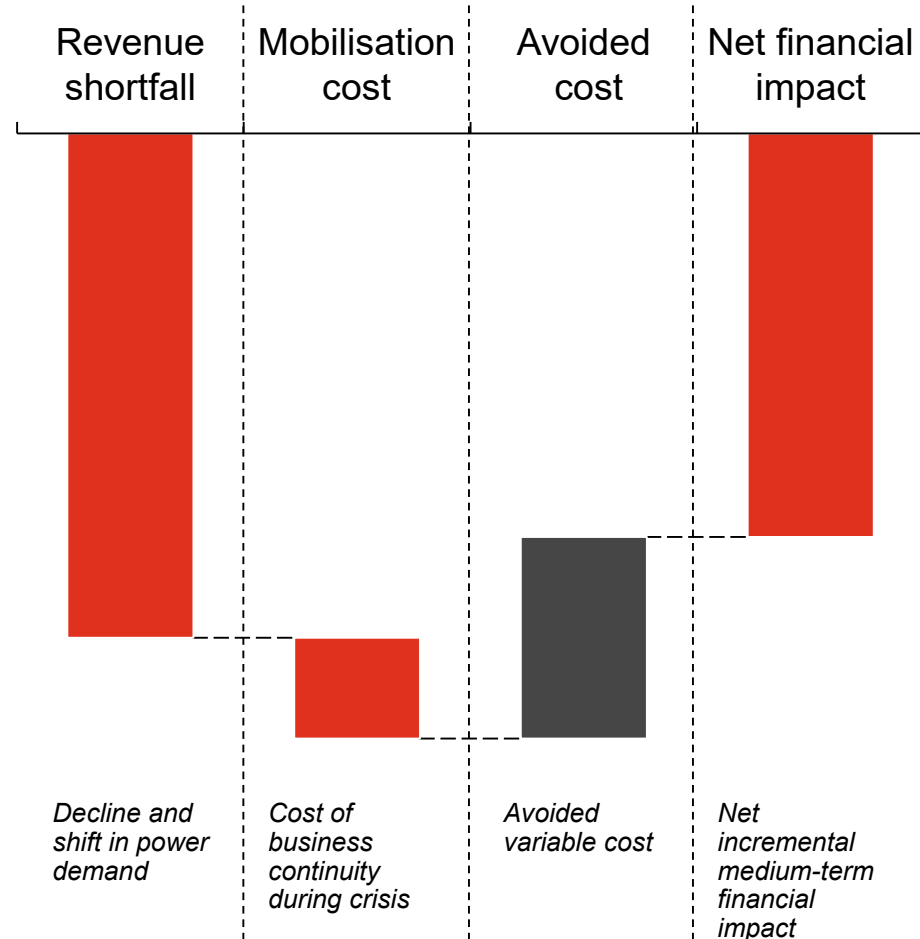 Revenue
shortfall
Mobilisation
cost
Avoided
cost
Net financial
impact
Decline and
shift in power
demand
Cost of
business
continuity
during crisis
Avoided
variable cost
Net
incremental
medium-term
financial
impact